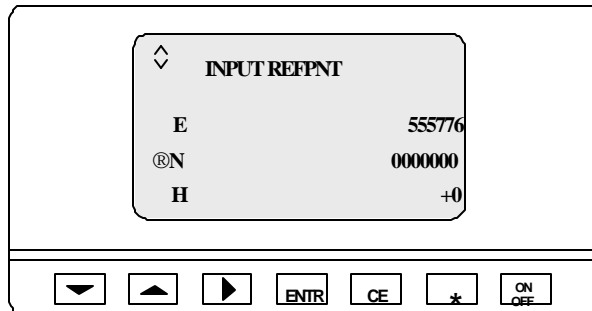 INPUT REFPNT
E 555776
®N 0000000
H +0
ENTR CE * ON
OFF